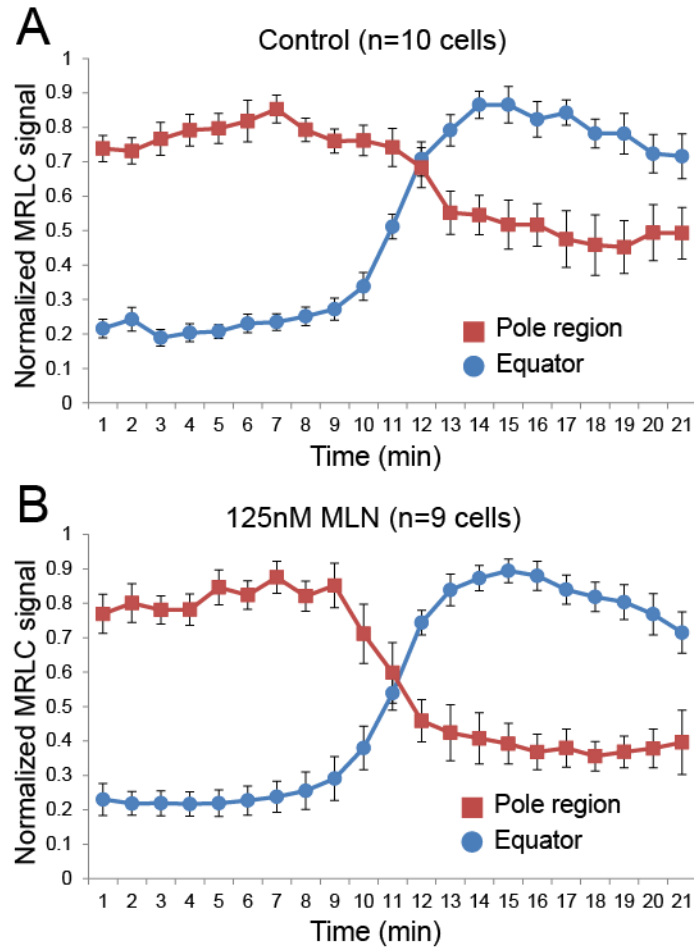 A
Control (n=10 cells)
Normalized MRLC signal
1
0.9
0.8
0.7
0.6
0.5
0.4
0.3
0.2
0.1
0
Pole region
Equator
1 2 3 4 5 6 7 8 9 10 11 12 13 14 15 16 17 18 19 20 21
Time (min)
B
125nM MLN (n=9 cells)
Normalized MRLC signal
1
0.9
0.8
0.7
0.6
0.5
0.4
0.3
0.2
0.1
0
Pole region
Equator
1 2 3 4 5 6 7 8 9 10 11 12 13 14 15 16 17 18 19 20 21
Time (min)